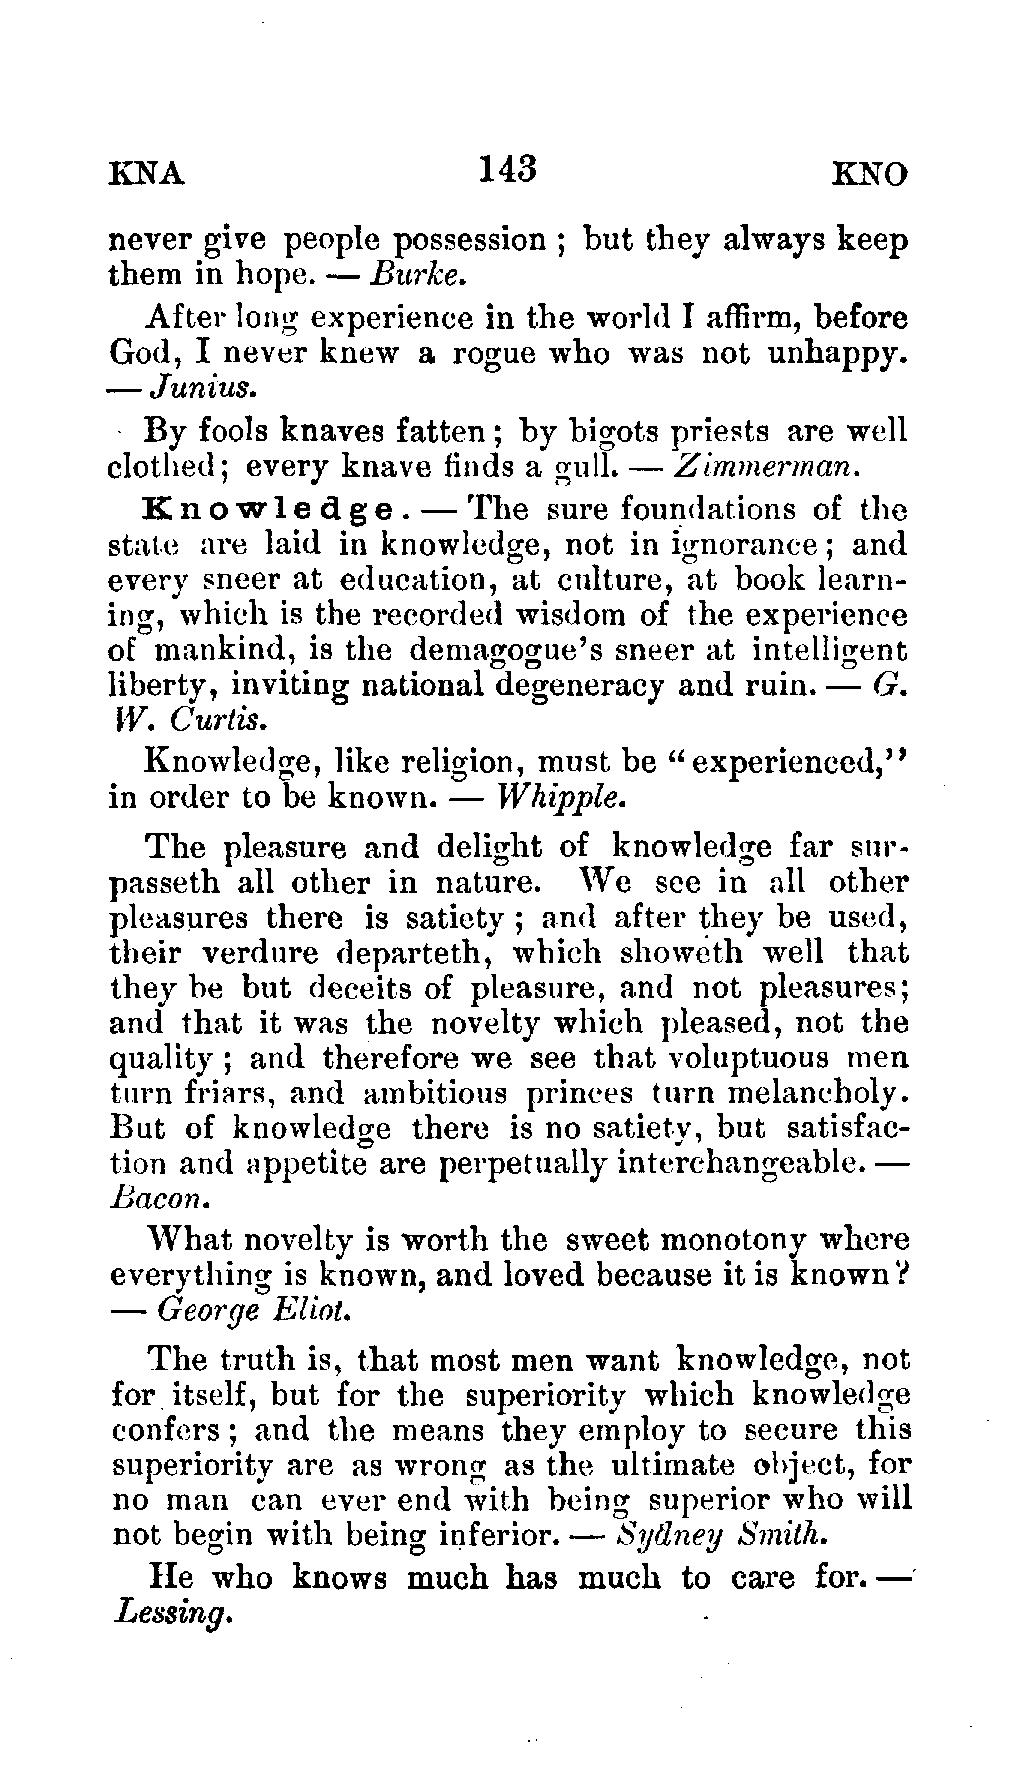 KNA 143 KNO
never give people possession ; but they always keep
them in hope. — Burke.
After long experience in the world I affirm, before
God, I never knew a rogue who was not unhappy.
— Junius.
By fools knaves fatten ; by bigots priests are well
clothed ; every knave finds a gull. — Zimmerman.
Knowledge. — The sure foundations of the
state are laid in knowledge, not in ignorance ; and
every sneer at education, at culture, at book learn-
ing, which is the recorded wisdom of the experience
of mankind, is the demagogue's sneer at intelligent
liberty, inviting national degeneracy and ruin. — G.
W. Curtis.
Knowledge, like religion, must be "experienced,"
in order to be known. — Whipple.
The pleasure and delight of knowledge far sur-
passeth all other in nature. We see in all other
pleasures there is satiety ; and after they be used,
their verdure departeth, which showeth well that
they be but deceits of pleasure, and not pleasures;
and that it was the novelty which pleased, not the
quality ; and therefore we see that voluptuous men
turn friars, and ambitious princes turn melancholy.
But of knowledge there is no satiety, but satisfac-
tion and appetite are perpetually interchangeable. —
Bacon.
What novelty is worth the sweet monotony where
everything is known, and loved because it is known?
— George Eliot.
The truth is, that most men want knowledge, not
for itself, but for the superiority which knowledge
confers ; and the means they employ to secure this
superiority are as wrong as the ultimate object, for
no man can ever end with being superior who will
not begin with being inferior. — Sydney Smith.
He who knows much has much to care for. —
Lessing.